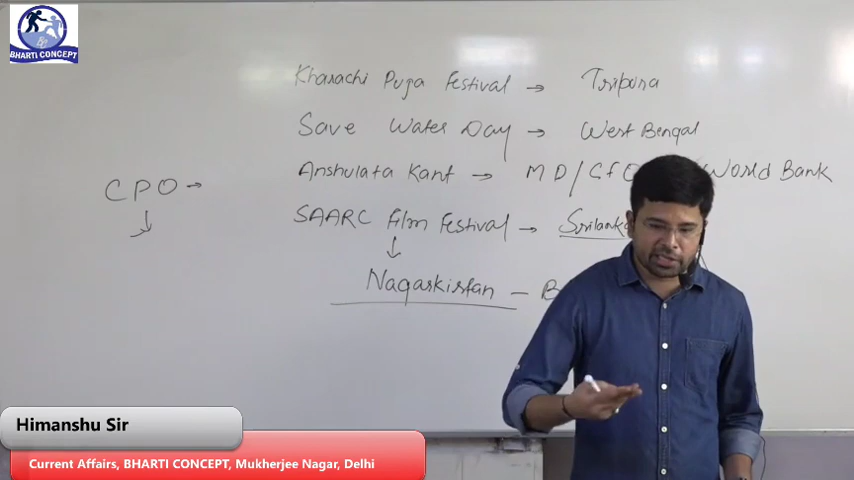 BHARTI CONCEPT
Kharachi Puja festival → Tripura
Save Water Day → West Bengal
CPO →
Anshulata Kant → MD/CFO World Bank
SAARC film festival → Srilanka
Nagarkirtan – B
Himanshu Sir
Current Affairs, BHARTI CONCEPT, Mukherjee Nagar, Delhi